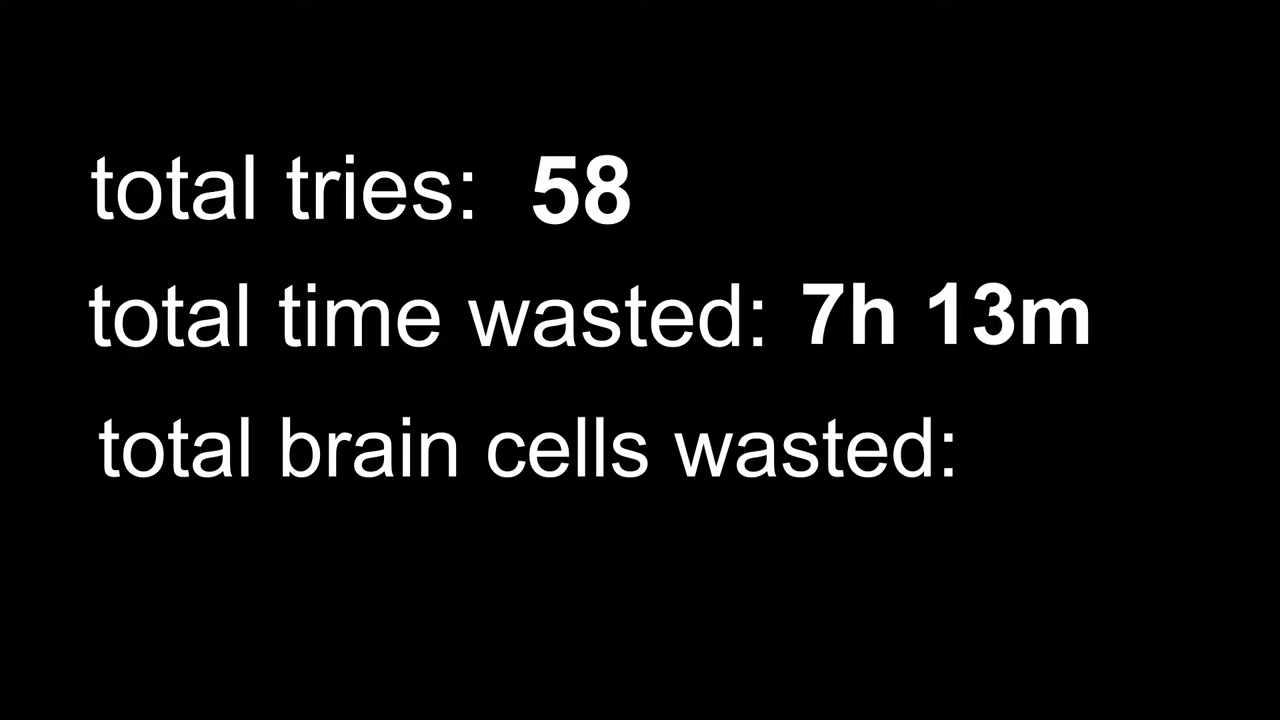 total tries: 58
total time wasted: 7h 13m
total brain cells wasted: